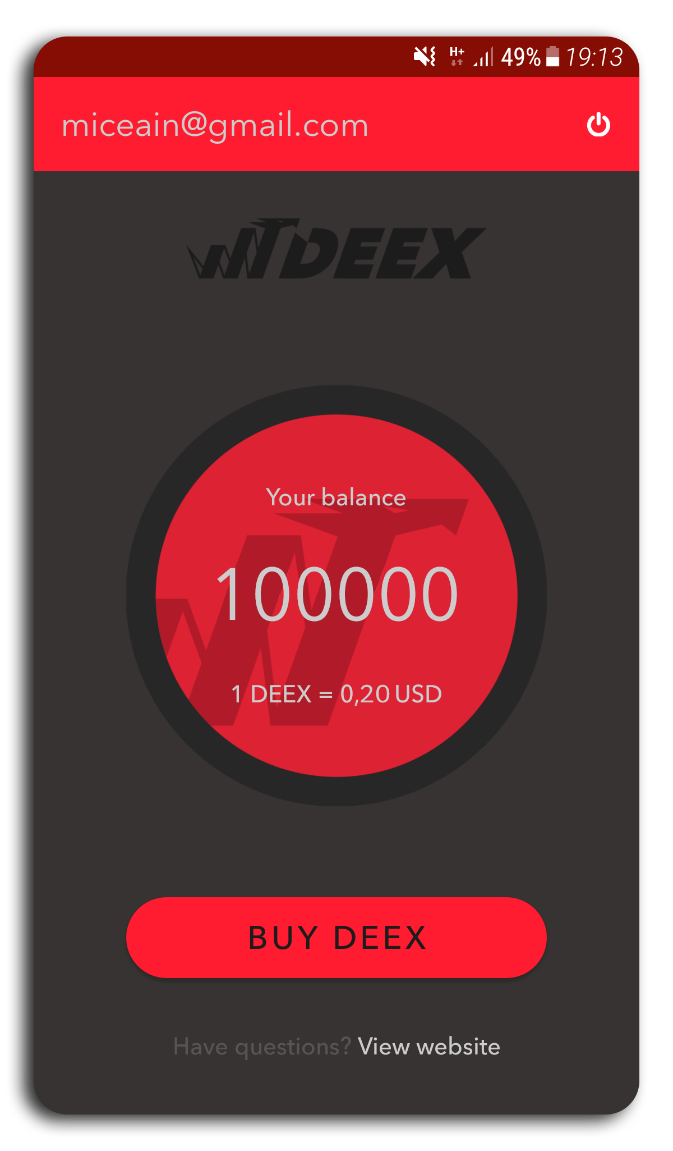 H+ 49% 19:13
miceain@gmail.com
DEEX
Your balance
100000
1 DEEX = 0,20 USD
BUY DEEX
Have questions? View website